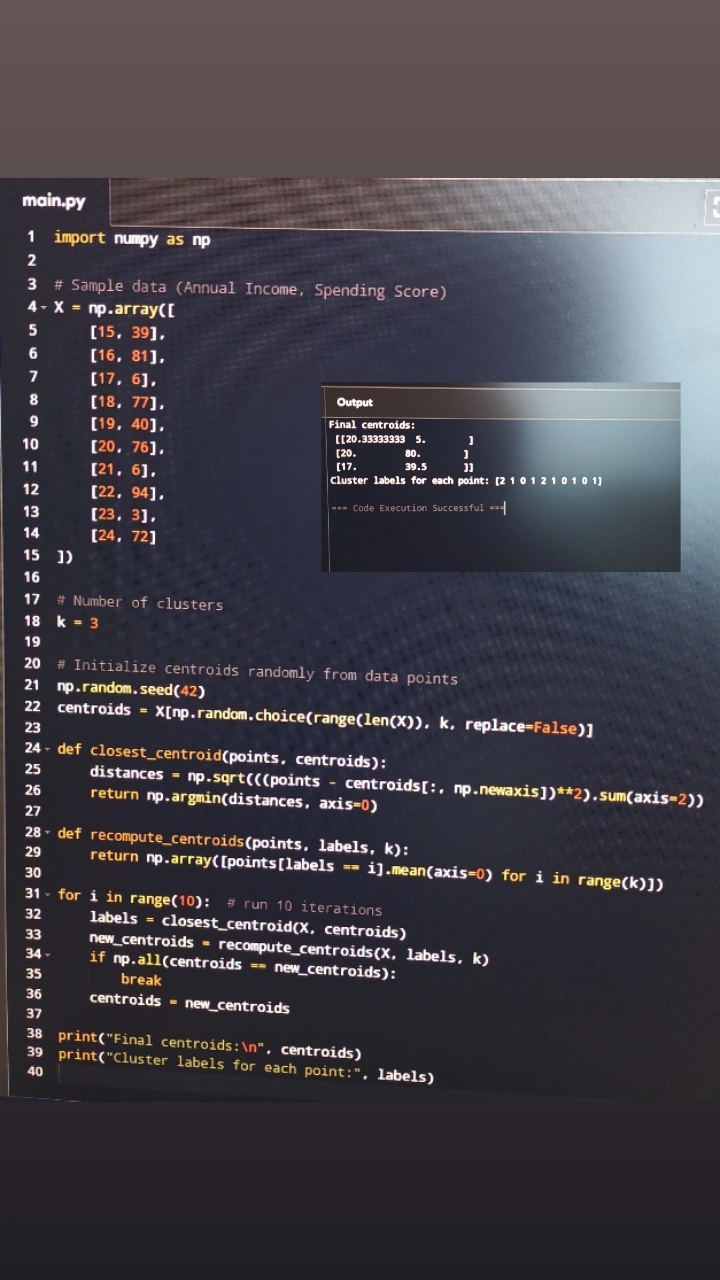 main.py
1 import numpy as np
2
3 # Sample data (Annual Income, Spending Score)
4 X = np.array([
5     [15, 39],
6     [16, 81],
7     [17, 6],
8     [18, 77],
9     [19, 40],
10     [20, 76],
11     [21, 6],
12     [22, 94],
13     [23, 3],
14     [24, 72]
15 ])
16
17 # Number of clusters
18 k = 3
19
20 # Initialize centroids randomly from data points
21 np.random.seed(42)
22 centroids = X[np.random.choice(range(len(X)), k, replace=False)]
23
24 def closest_centroid(points, centroids):
25     distances = np.sqrt(((points - centroids[:, np.newaxis])**2).sum(axis=2))
26     return np.argmin(distances, axis=0)
27
28 def recompute_centroids(points, labels, k):
29     return np.array([points[labels == i].mean(axis=0) for i in range(k)])
30
31 for i in range(10):  # run 10 iterations
32     labels = closest_centroid(X, centroids)
33     new_centroids = recompute_centroids(X, labels, k)
34     if np.all(centroids == new_centroids):
35         break
36     centroids = new_centroids
37
38 print("Final centroids:\n", centroids)
39 print("Cluster labels for each point:", labels)
40
Output
Final centroids:
[[20.33333333 5. ]
[20. 80. ]
[17. 39.5 ]]
Cluster labels for each point: [2 1 0 1 2 1 0 1 0 1]
=== Code Execution Successful ===